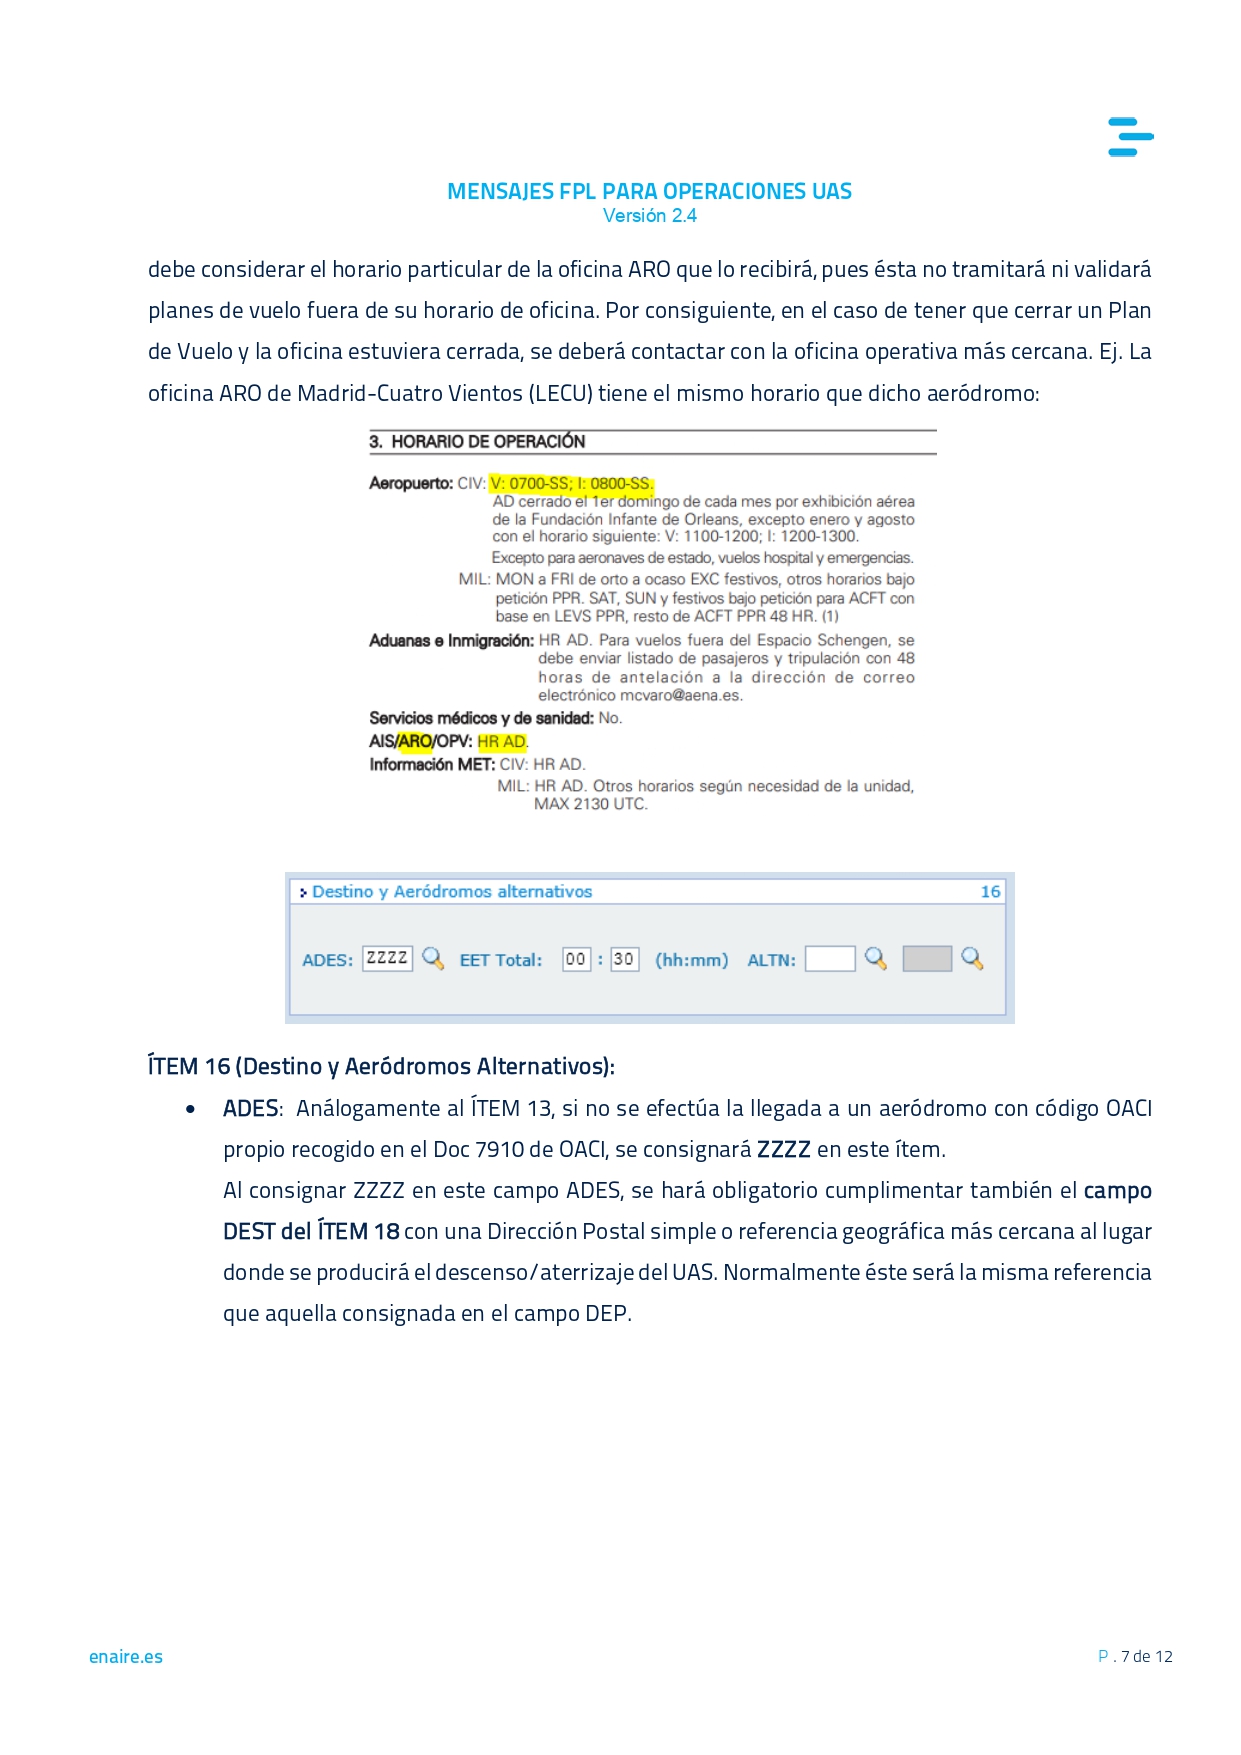 MENSAJES FPL PARA OPERACIONES UAS
Versión 2.4
debe considerar el horario particular de la oficina ARO que lo recibirá, pues ésta no tramitará ni validará
planes de vuelo fuera de su horario de oficina. Por consiguiente, en el caso de tener que cerrar un Plan
de Vuelo y la oficina estuviera cerrada, se deberá contactar con la oficina operativa más cercana. Ej. La
oficina ARO de Madrid-Cuatro Vientos (LECU) tiene el mismo horario que dicho aeródromo:
3. HORARIO DE OPERACIÓN
Aeropuerto: CIV: V: 0700-SS; I: 0800-SS.
AD cerrado el 1er domingo de cada mes por exhibición aérea
de la Fundación Infante de Orleans, excepto enero y agosto
con el horario siguiente: V: 1100-1200; I: 1200-1300.
Excepto para aeronaves de estado, vuelos hospital y emergencias.
MIL: MON a FRI de orto a ocaso EXC festivos, otros horarios bajo
petición PPR. SAT, SUN y festivos bajo petición para ACFT con
base en LEVS PPR, resto de ACFT PPR 48 HR. (1)
Aduanas e Inmigración: HR AD. Para vuelos fuera del Espacio Schengen, se
debe enviar listado de pasajeros y tripulación con 48
horas de antelación a la dirección de correo
electrónico mcvaro@aena.es.
Servicios médicos y de sanidad: No.
AIS/ARO/OPV: HR AD.
Información MET: CIV: HR AD.
MIL: HR AD. Otros horarios según necesidad de la unidad,
MAX 2130 UTC.
Destino y Aeródromos alternativos 16
ADES: ZZZZ EET Total: 00 : 30 (hh:mm) ALTN:
ÍTEM 16 (Destino y Aeródromos Alternativos):
• ADES: Análogamente al ÍTEM 13, si no se efectúa la llegada a un aeródromo con código OACI
propio recogido en el Doc 7910 de OACI, se consignará ZZZZ en este ítem.
Al consignar ZZZZ en este campo ADES, se hará obligatorio cumplimentar también el campo
DEST del ÍTEM 18 con una Dirección Postal simple o referencia geográfica más cercana al lugar
donde se producirá el descenso/aterrizaje del UAS. Normalmente éste será la misma referencia
que aquella consignada en el campo DEP.
enaire.es P . 7 de 12